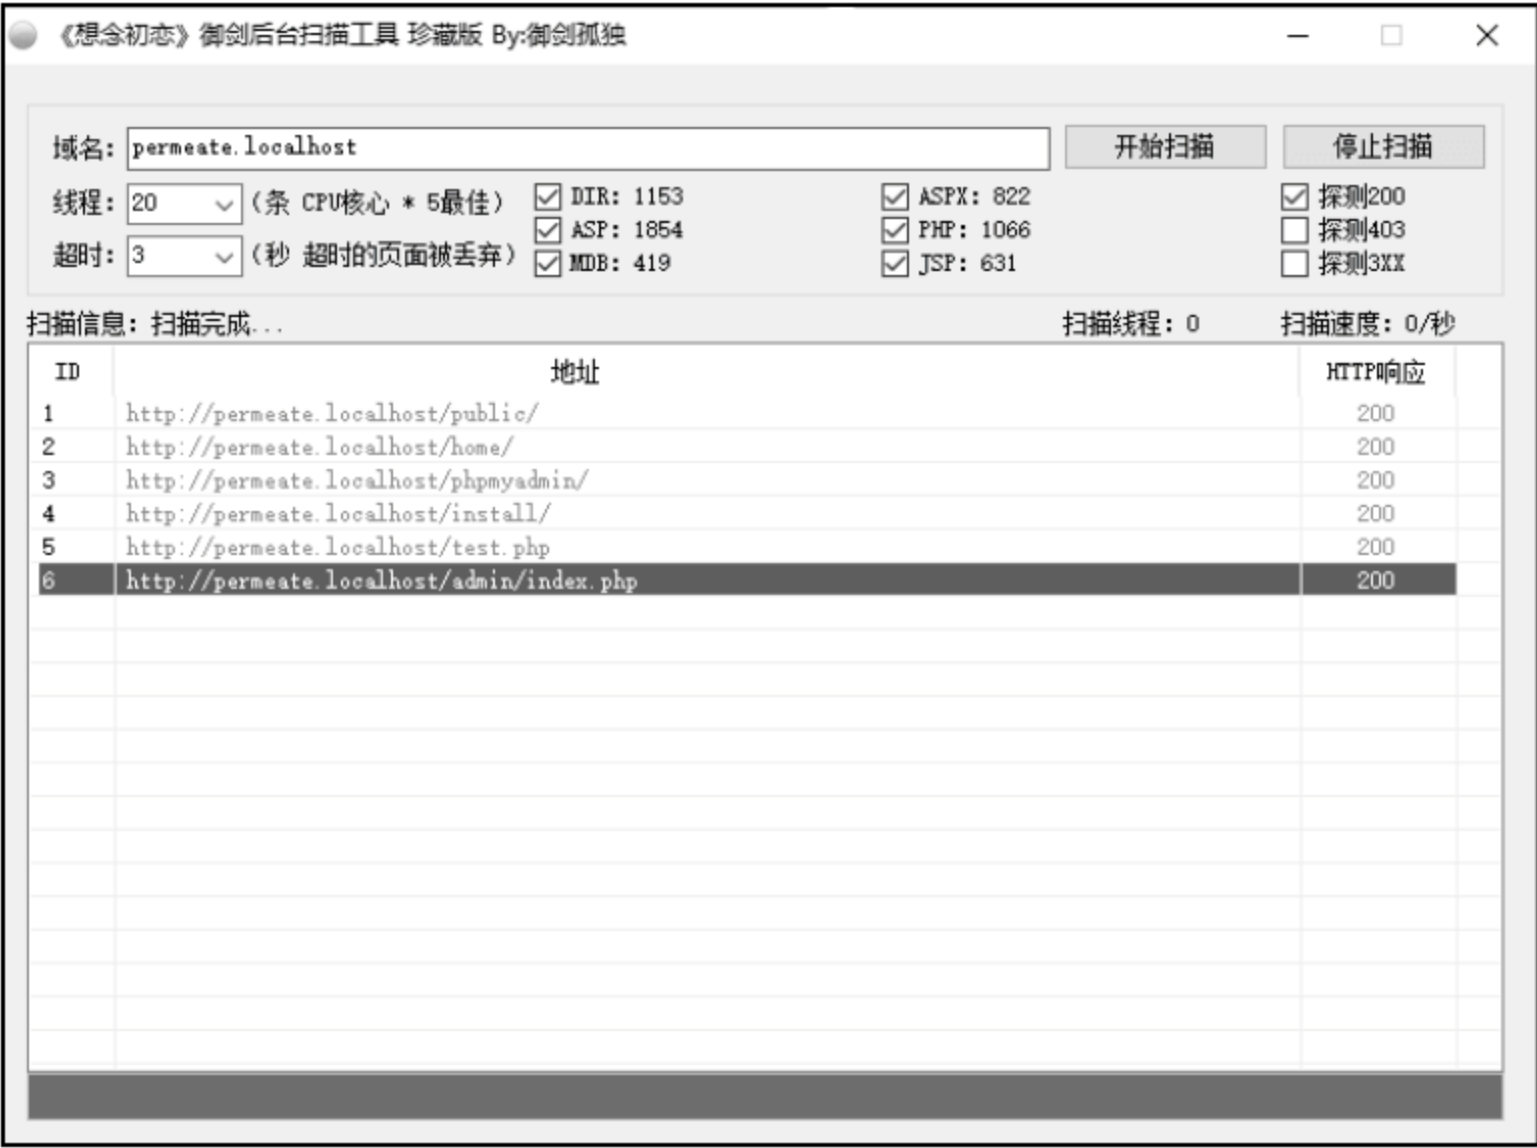 《想念初恋》御剑后台扫描工具 珍藏版 By:御剑孤独
域名: permeate.localhost 开始扫描 停止扫描
线程: 20 (条 CPU核心 * 5最佳) DIR: 1153 ASPX: 822 探测200
ASP: 1854 PHP: 1066 探测403
超时: 3 (秒 超时的页面被丢弃) MDB: 419 JSP: 631 探测3XX
扫描信息: 扫描完成... 扫描线程: 0 扫描速度: 0/秒
ID 地址 HTTP响应
1 http://permeate.localhost/public/ 200
2 http://permeate.localhost/home/ 200
3 http://permeate.localhost/phpmyadmin/ 200
4 http://permeate.localhost/install/ 200
5 http://permeate.localhost/test.php 200
6 http://permeate.localhost/admin/index.php 200